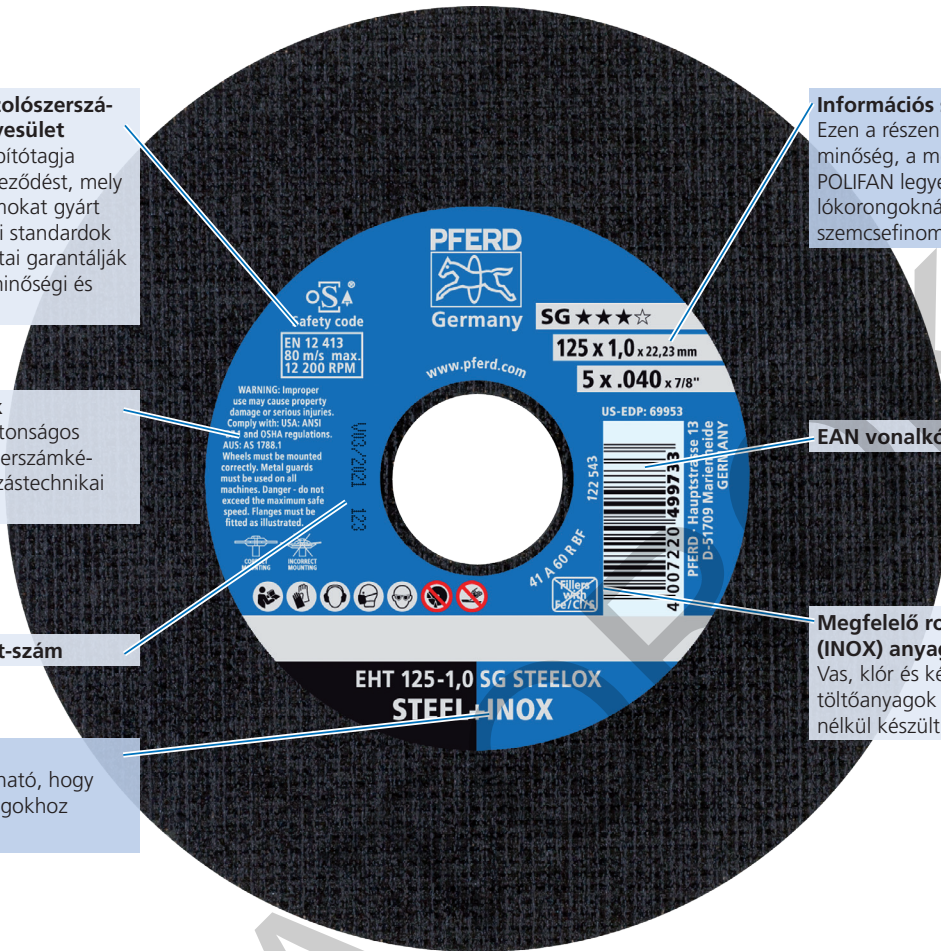 tolószerszá-
yesület
pítótagja
eződést, mely
mokat gyárt
i standardok
tai garantálják
minőségi és
k
tonságos
erszámké-
zástechnikai
t-szám
ható, hogy
gokhoz
PFERD
Germany
oSA
Safety code
EN 12 413
80 m/s max.
12 200 RPM
www.pferd.com
SG ★★★☆
125 x 1,0 x 22,23 mm
5 x .040 x 7/8"
WARNING: Improper
use may cause property
damage or serious injuries.
Comply with: USA: ANSI
and OSHA regulations.
AUS: AS 1788.1
Wheels must be mounted
correctly. Metal guards
must be used on all
machines. Danger - do not
exceed the maximum safe
speed. Flanges must be
fitted as illustrated.
CORRECT
MOUNTING
INCORRECT
MOUNTING
V03/2021 123
US-EDP: 69953
122 543
4 007220 499733
PFERD · Hauptstrasse 13
D-51709 Marienheide
GERMANY
41 A 60 R BF
Fillers
with
Fe/Cl/S
EHT 125-1,0 SG STEELOX
STEEL+INOX
Információs s
Ezen a részen
minőség, a m
POLIFAN legye
lókorongokná
szemcsefinom
EAN vonalkó
Megfelelő ro
(INOX) anyag
Vas, klór és ké
töltőanyagok
nélkül készült